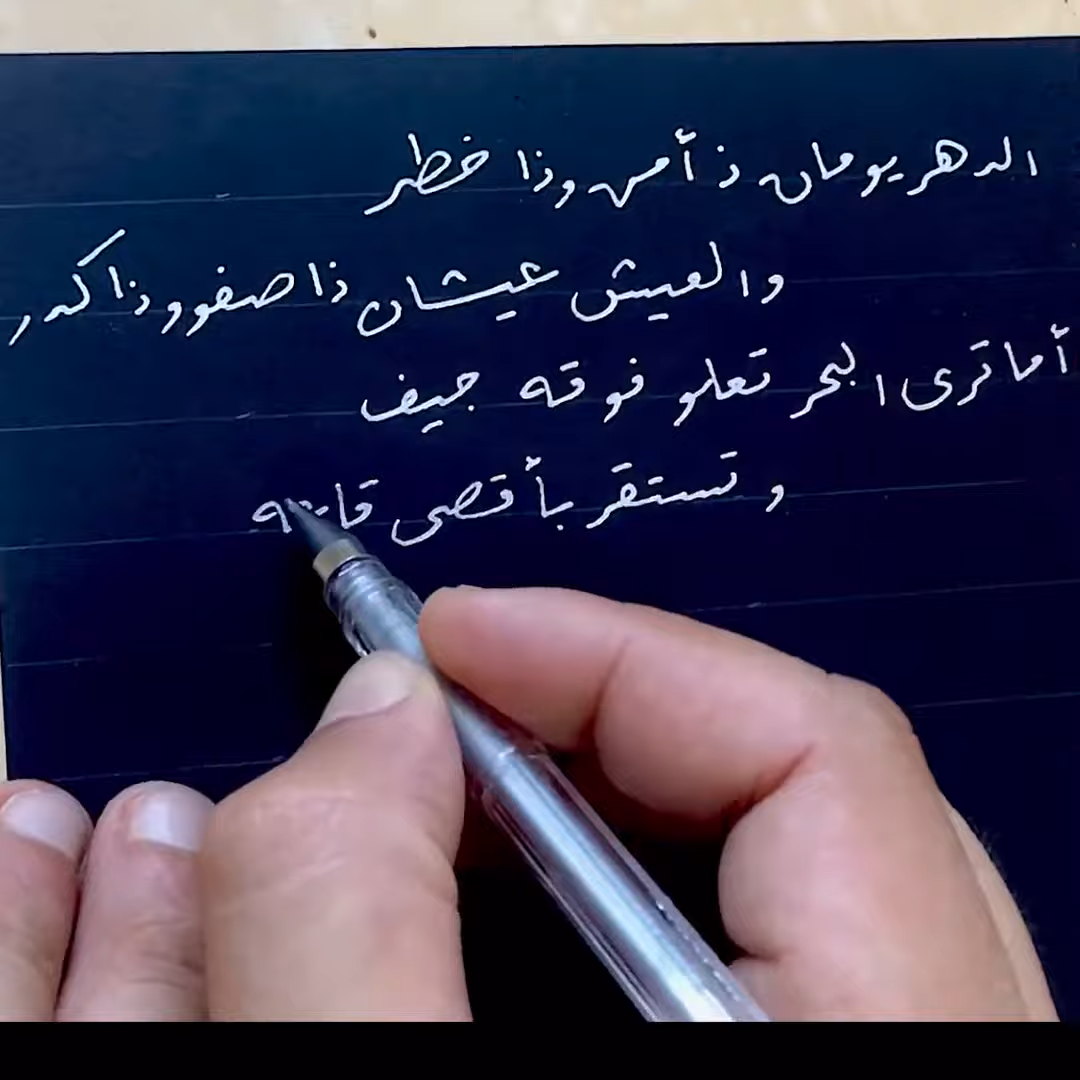 الدهر يومان ذ أمن وذا خطر
والعيش عيشان ذا صفو وذا كدر
أما ترى البحر تعلو فوقه جيف
وتستقر بأقصى